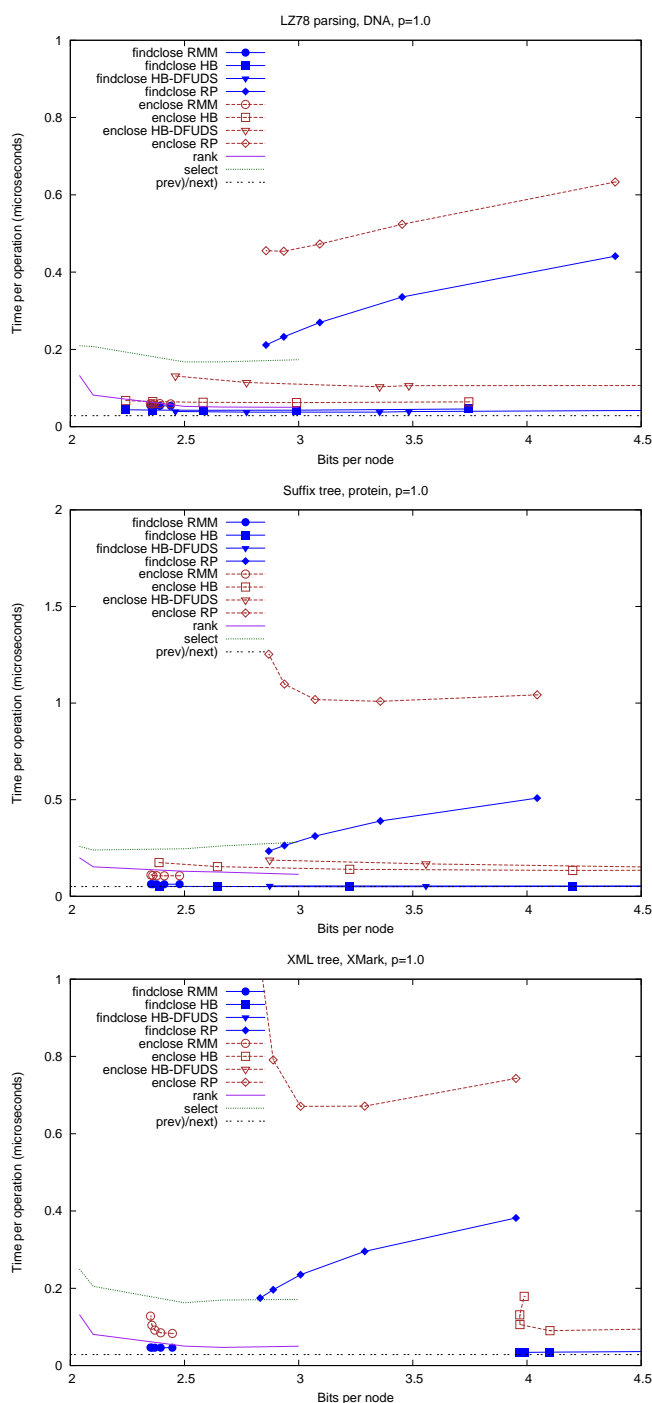 LZ78 parsing, DNA, p=1.0
1
0.8
0.6
0.4
0.2
0
Time per operation (microseconds)
findclose RMM
findclose HB
findclose HB-DFUDS
findclose RP
enclose RMM
enclose HB
enclose HB-DFUDS
enclose RP
rank
select
prev)/next)
2 2.5 3 3.5 4 4.5
Bits per node
Suffix tree, protein, p=1.0
2
1.5
1
0.5
0
Time per operation (microseconds)
findclose RMM
findclose HB
findclose HB-DFUDS
findclose RP
enclose RMM
enclose HB
enclose HB-DFUDS
enclose RP
rank
select
prev)/next)
2 2.5 3 3.5 4 4.5
Bits per node
XML tree, XMark, p=1.0
1
0.8
0.6
0.4
0.2
0
Time per operation (microseconds)
findclose RMM
findclose HB
findclose HB-DFUDS
findclose RP
enclose RMM
enclose HB
enclose HB-DFUDS
enclose RP
rank
select
prev)/next)
2 2.5 3 3.5 4 4.5
Bits per node